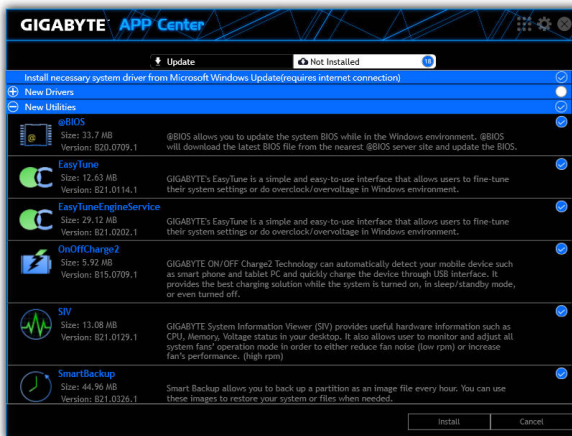 GIGABYTE APP Center
Update
Not Installed
18
Install necessary system driver from Microsoft Windows Update(requires internet connection)
New Drivers
New Utilities
@BIOS
Size: 33.7 MB
Version: B20.0709.1
@BIOS allows you to update the system BIOS while in the Windows environment. @BIOS
will download the latest BIOS file from the nearest @BIOS server site and update the BIOS.
EasyTune
Size: 12.63 MB
Version: B21.0114.1
GIGABYTE's EasyTune is a simple and easy-to-use interface that allows users to fine-tune
their system settings or do overclock/overvoltage in Windows environment.
EasyTuneEngineService
Size: 29.12 MB
Version: B21.0202.1
GIGABYTE's EasyTune is a simple and easy-to-use interface that allows users to fine-tune
their system settings or do overclock/overvoltage in Windows environment.
OnOffCharge2
Size: 5.92 MB
Version: B15.0709.1
GIGABYTE ON/OFF Charge2 Technology can automatically detect your mobile device such
as smart phone and tablet PC and quickly charge the device through USB interface. It
provides the best charging solution while the system is turned on, in sleep/standby mode,
or even turned off.
SIV
Size: 13.08 MB
Version: B21.0129.1
GIGABYTE System Information Viewer (SIV) provides useful hardware information such as
CPU, Memory, Voltage status in your desktop. It also allows user to monitor and adjust all
system fans' operation mode in order to either reduce fan noise (low rpm) or increase
fan's performance. (high rpm)
SmartBackup
Size: 44.96 MB
Version: B21.0326.1
Smart Backup allows you to back up a partition as an image file every hour. You can use
these images to restore your system or files when needed.
Install
Cancel